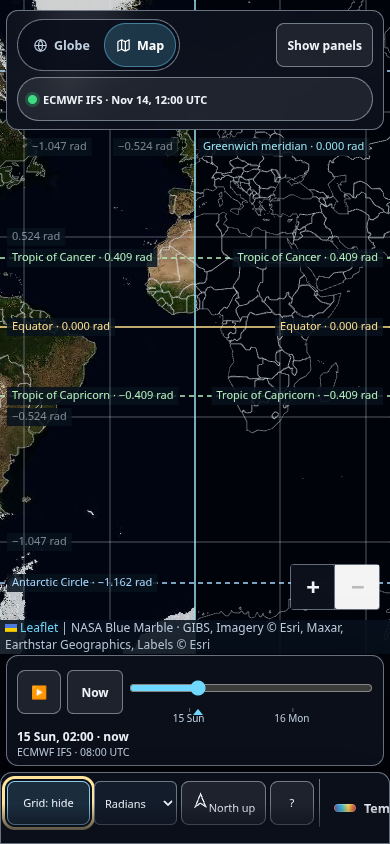 Globe
Map
Show panels
ECMWF IFS · Nov 14, 12:00 UTC
−1.047 rad
−0.524 rad
Greenwich meridian · 0.000 rad
0.524 rad
Tropic of Cancer · 0.409 rad
Tropic of Cancer · 0.409 rad
Equator · 0.000 rad
Equator · 0.000 rad
Tropic of Capricorn · −0.409 rad
Tropic of Capricorn · −0.409 rad
−0.524 rad
−1.047 rad
Antarctic Circle · −1.162 rad
+
−
Leaflet | NASA Blue Marble · GIBS, Imagery © Esri, Maxar,
Earthstar Geographics, Labels © Esri
Now
15 Sun
16 Mon
15 Sun, 02:00 · now
ECMWF IFS · 08:00 UTC
Grid: hide
Radians
North up
?
Tem